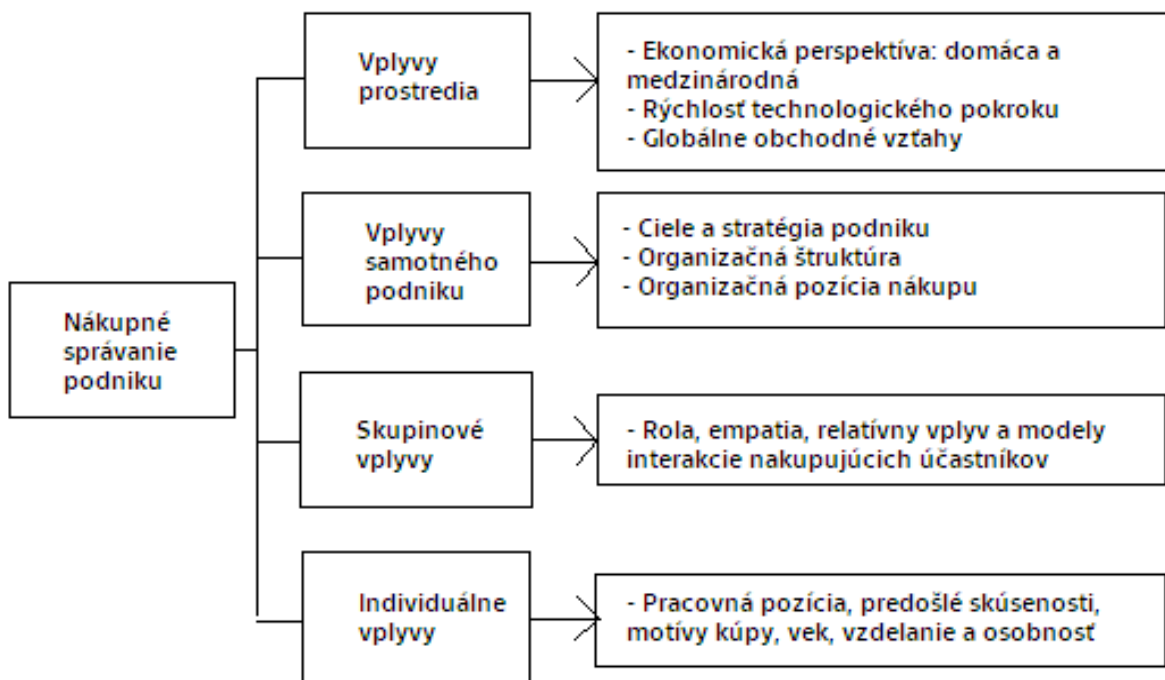 Nákupné
správanie
podniku
Vplyvy
prostredia
- Ekonomická perspektíva: domáca a
medzinárodná
- Rýchlosť technologického pokroku
- Globálne obchodné vzťahy
Vplyvy
samotného
podniku
- Ciele a stratégia podniku
- Organizačná štruktúra
- Organizačná pozícia nákupu
Skupinové
vplyvy
- Rola, empatia, relatívny vplyv a modely
interakcie nakupujúcich účastníkov
Individuálne
vplyvy
- Pracovná pozícia, predošlé skúsenosti,
motívy kúpy, vek, vzdelanie a osobnosť